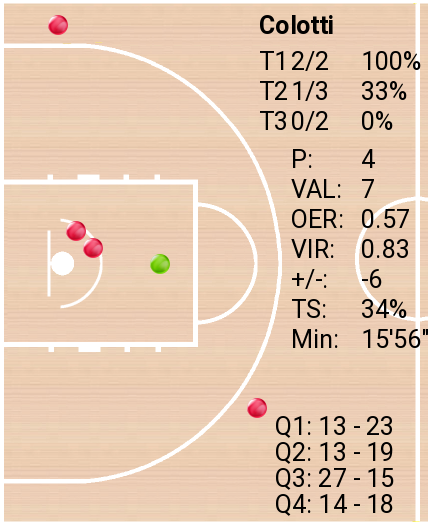 Colotti
T1 2/2 100%
T2 1/3 33%
T3 0/2 0%
P: 4
VAL: 7
OER: 0.57
VIR: 0.83
+/-: -6
TS: 34%
Min: 15'56"
Q1: 13 - 23
Q2: 13 - 19
Q3: 27 - 15
Q4: 14 - 18